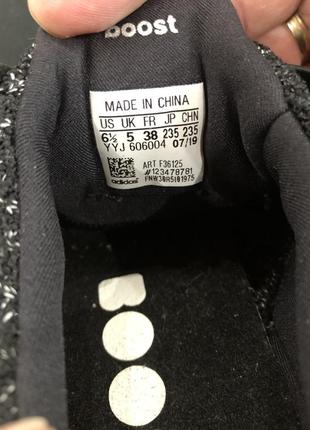 boost
MADE IN CHINA
US UK FR JP CHN
6½ 5 38 235 235
YYJ 606004 07/19
ART F36125
//123478781
adidas FNW38R5I01975